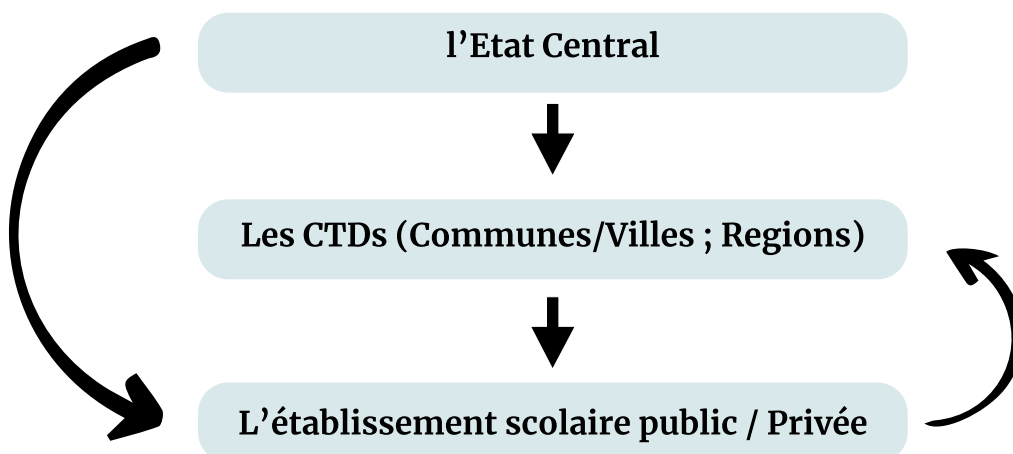 l’Etat Central
Les CTDs (Communes/Villes ; Regions)
L’établissement scolaire public / Privée